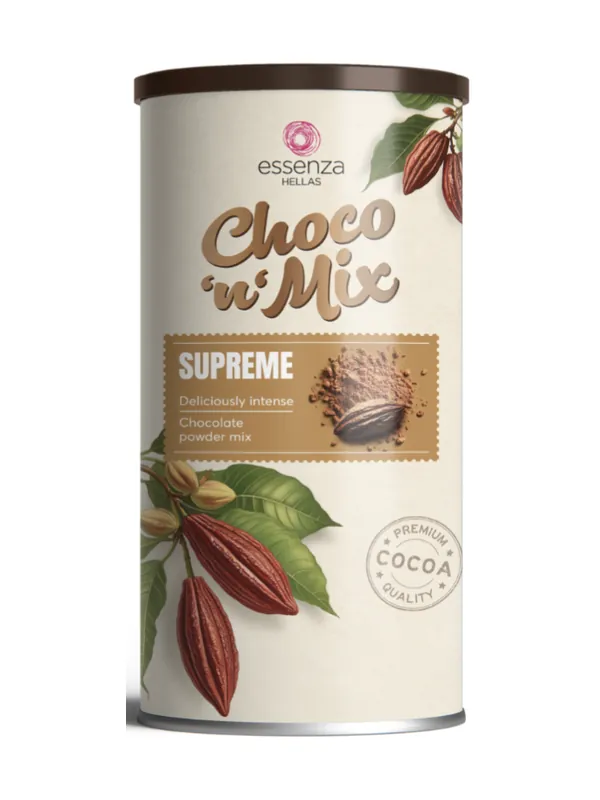 essenza
HELLAS
Choco
‘n‘ Mix
SUPREME
Deliciously intense
Chocolate
powder mix
PREMIUM
COCOA
QUALITY